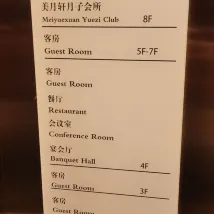 美月轩月子会所
Meiyuexuan Yuezi Club 8F
客房
Guest Room 5F-7F
客房
Guest Room
餐厅
Restaurant
会议室
Conference Room
宴会厅
Banquet Hall 4F
客房
Guest Rooms 3F
客房
Guest Room